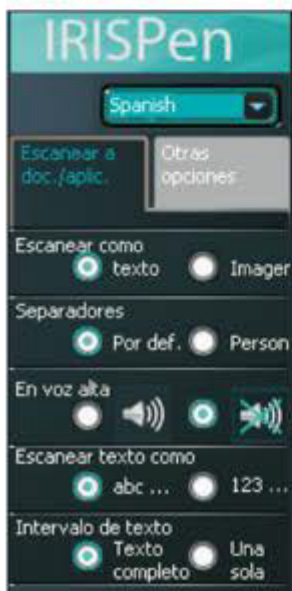 IRISPen
Spanish
Escanear a
doc./aplic.
Otras
opciones
Escanear como
texto Imager
Separadores
Por def. Person
En voz alta
Escanear texto como
abc ... 123 ...
Intervalo de texto
Texto
completo
Una
sola